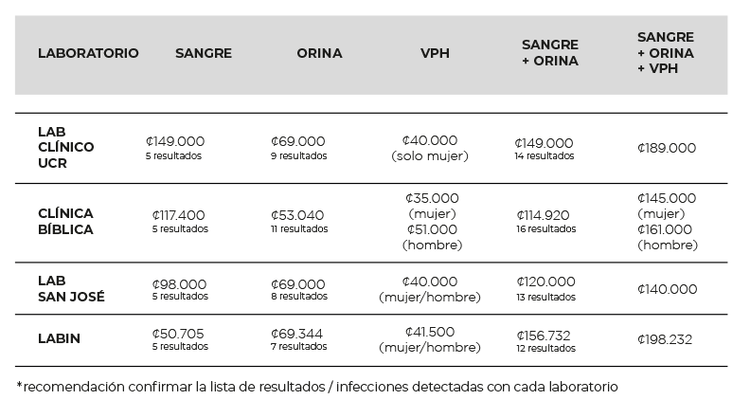 LABORATORIO SANGRE ORINA VPH SANGRE + ORINA SANGRE + ORINA + VPH
LAB CLÍNICO UCR ₡149.000 5 resultados ₡69.000 9 resultados ₡40.000 (solo mujer) ₡149.000 14 resultados ₡189.000
CLÍNICA BÍBLICA ₡117.400 5 resultados ₡53.040 11 resultados ₡35.000 (mujer) ₡51.000 (hombre) ₡114.920 16 resultados ₡145.000 (mujer) ₡161.000 (hombre)
LAB SAN JOSÉ ₡98.000 5 resultados ₡69.000 8 resultados ₡40.000 (mujer/hombre) ₡120.000 13 resultados ₡140.000
LABIN ₡50.705 5 resultados ₡69.344 7 resultados ₡41.500 (mujer/hombre) ₡156.732 12 resultados ₡198.232
*recomendación confirmar la lista de resultados / infecciones detectadas con cada laboratorio